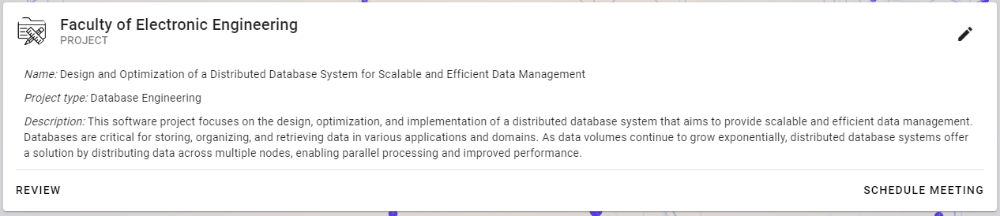 Faculty of Electronic Engineering
PROJECT
Name: Design and Optimization of a Distributed Database System for Scalable and Efficient Data Management
Project type: Database Engineering
Description: This software project focuses on the design, optimization, and implementation of a distributed database system that aims to provide scalable and efficient data management.
Databases are critical for storing, organizing, and retrieving data in various applications and domains. As data volumes continue to grow exponentially, distributed database systems offer
a solution by distributing data across multiple nodes, enabling parallel processing and improved performance.
REVIEW
SCHEDULE MEETING